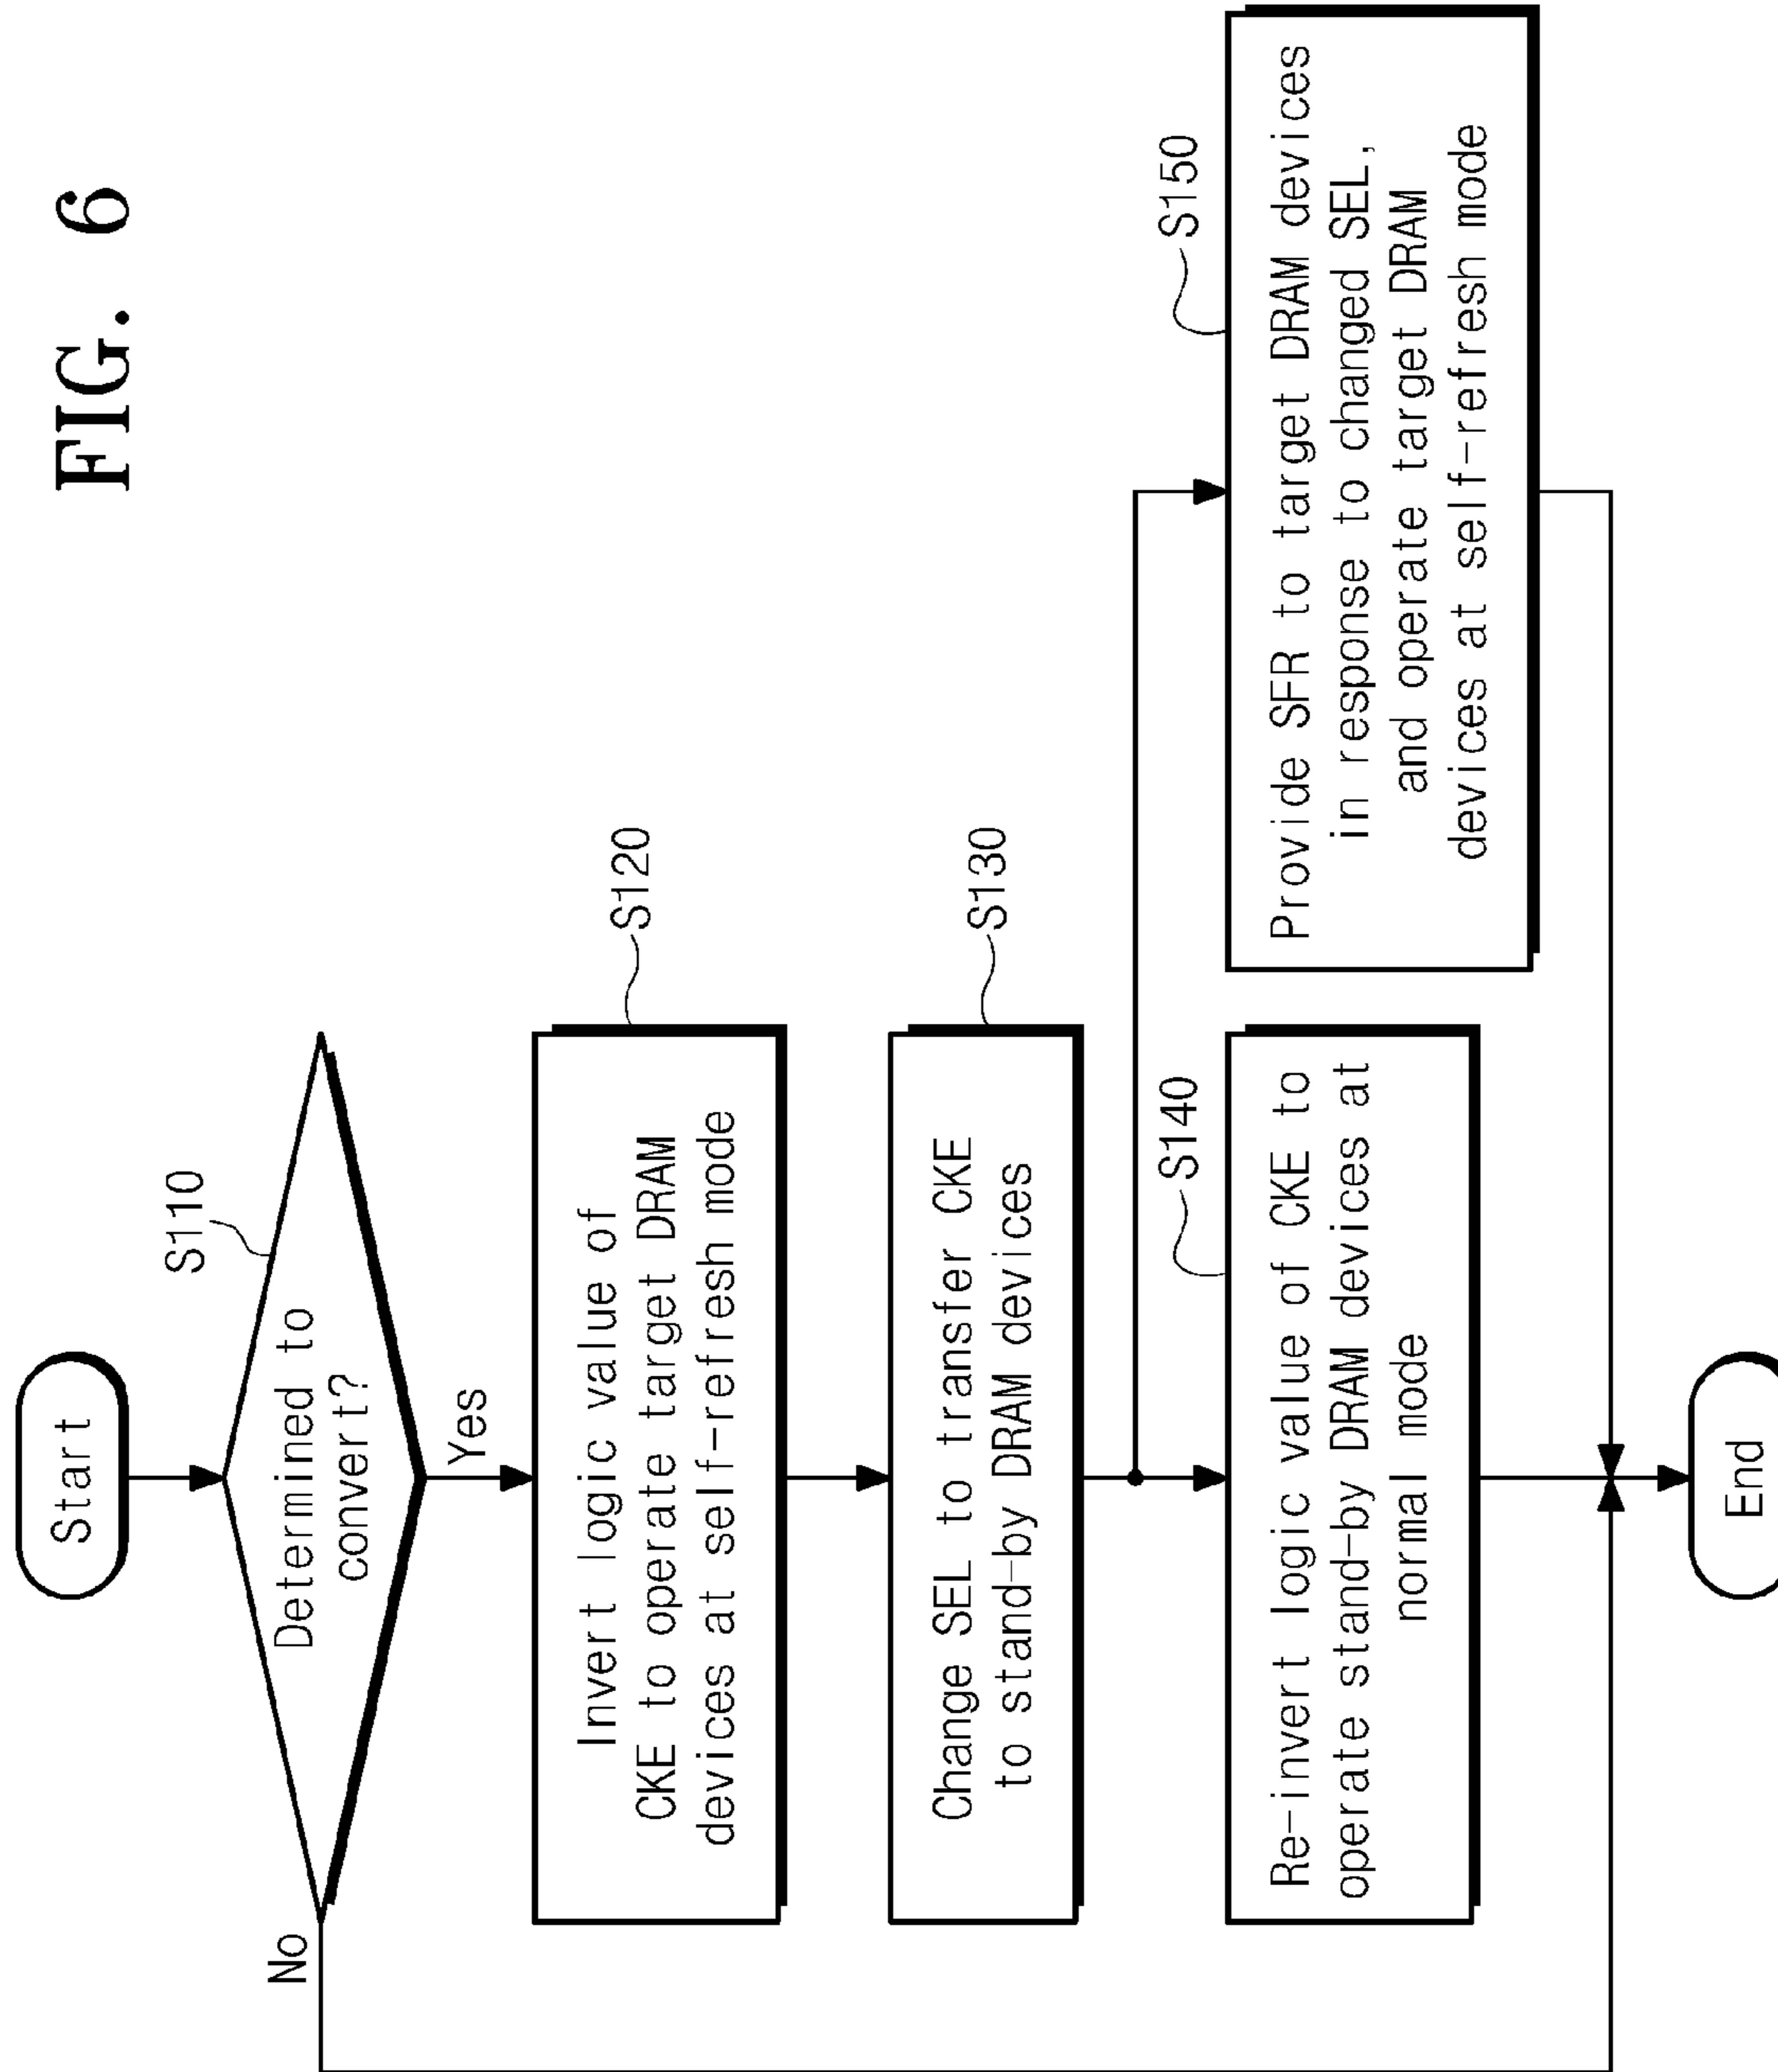 FIG. 6
Start
S110
Determined to
convert?
No
Yes
S120
Invert logic value of
CKE to operate target DRAM
devices at self-refresh mode
S130
Change SEL to transfer CKE
to stand-by DRAM devices
S140
Re-invert logic value of CKE to
operate stand-by DRAM devices at
normal mode
S150
Provide SFR to target DRAM devices
in response to changed SEL,
and operate target DRAM
devices at self-refresh mode
End